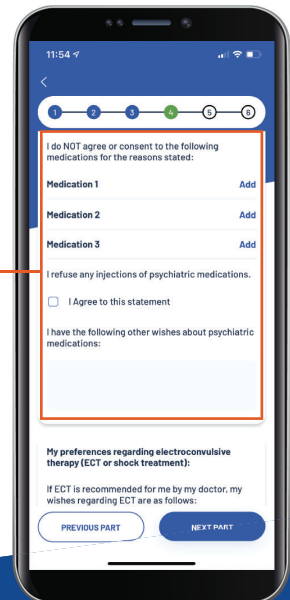 11:54
1 2 3 4 5 6
I do NOT agree or consent to the following
medications for the reasons stated:
Medication 1 Add
Medication 2 Add
Medication 3 Add
I refuse any injections of psychiatric medications.
I Agree to this statement
I have the following other wishes about psychiatric
medications:
My preferences regarding electroconvulsive
therapy (ECT or shock treatment):
If ECT is recommended for me by my doctor, my
wishes regarding ECT are as follows:
PREVIOUS PART NEXT PART